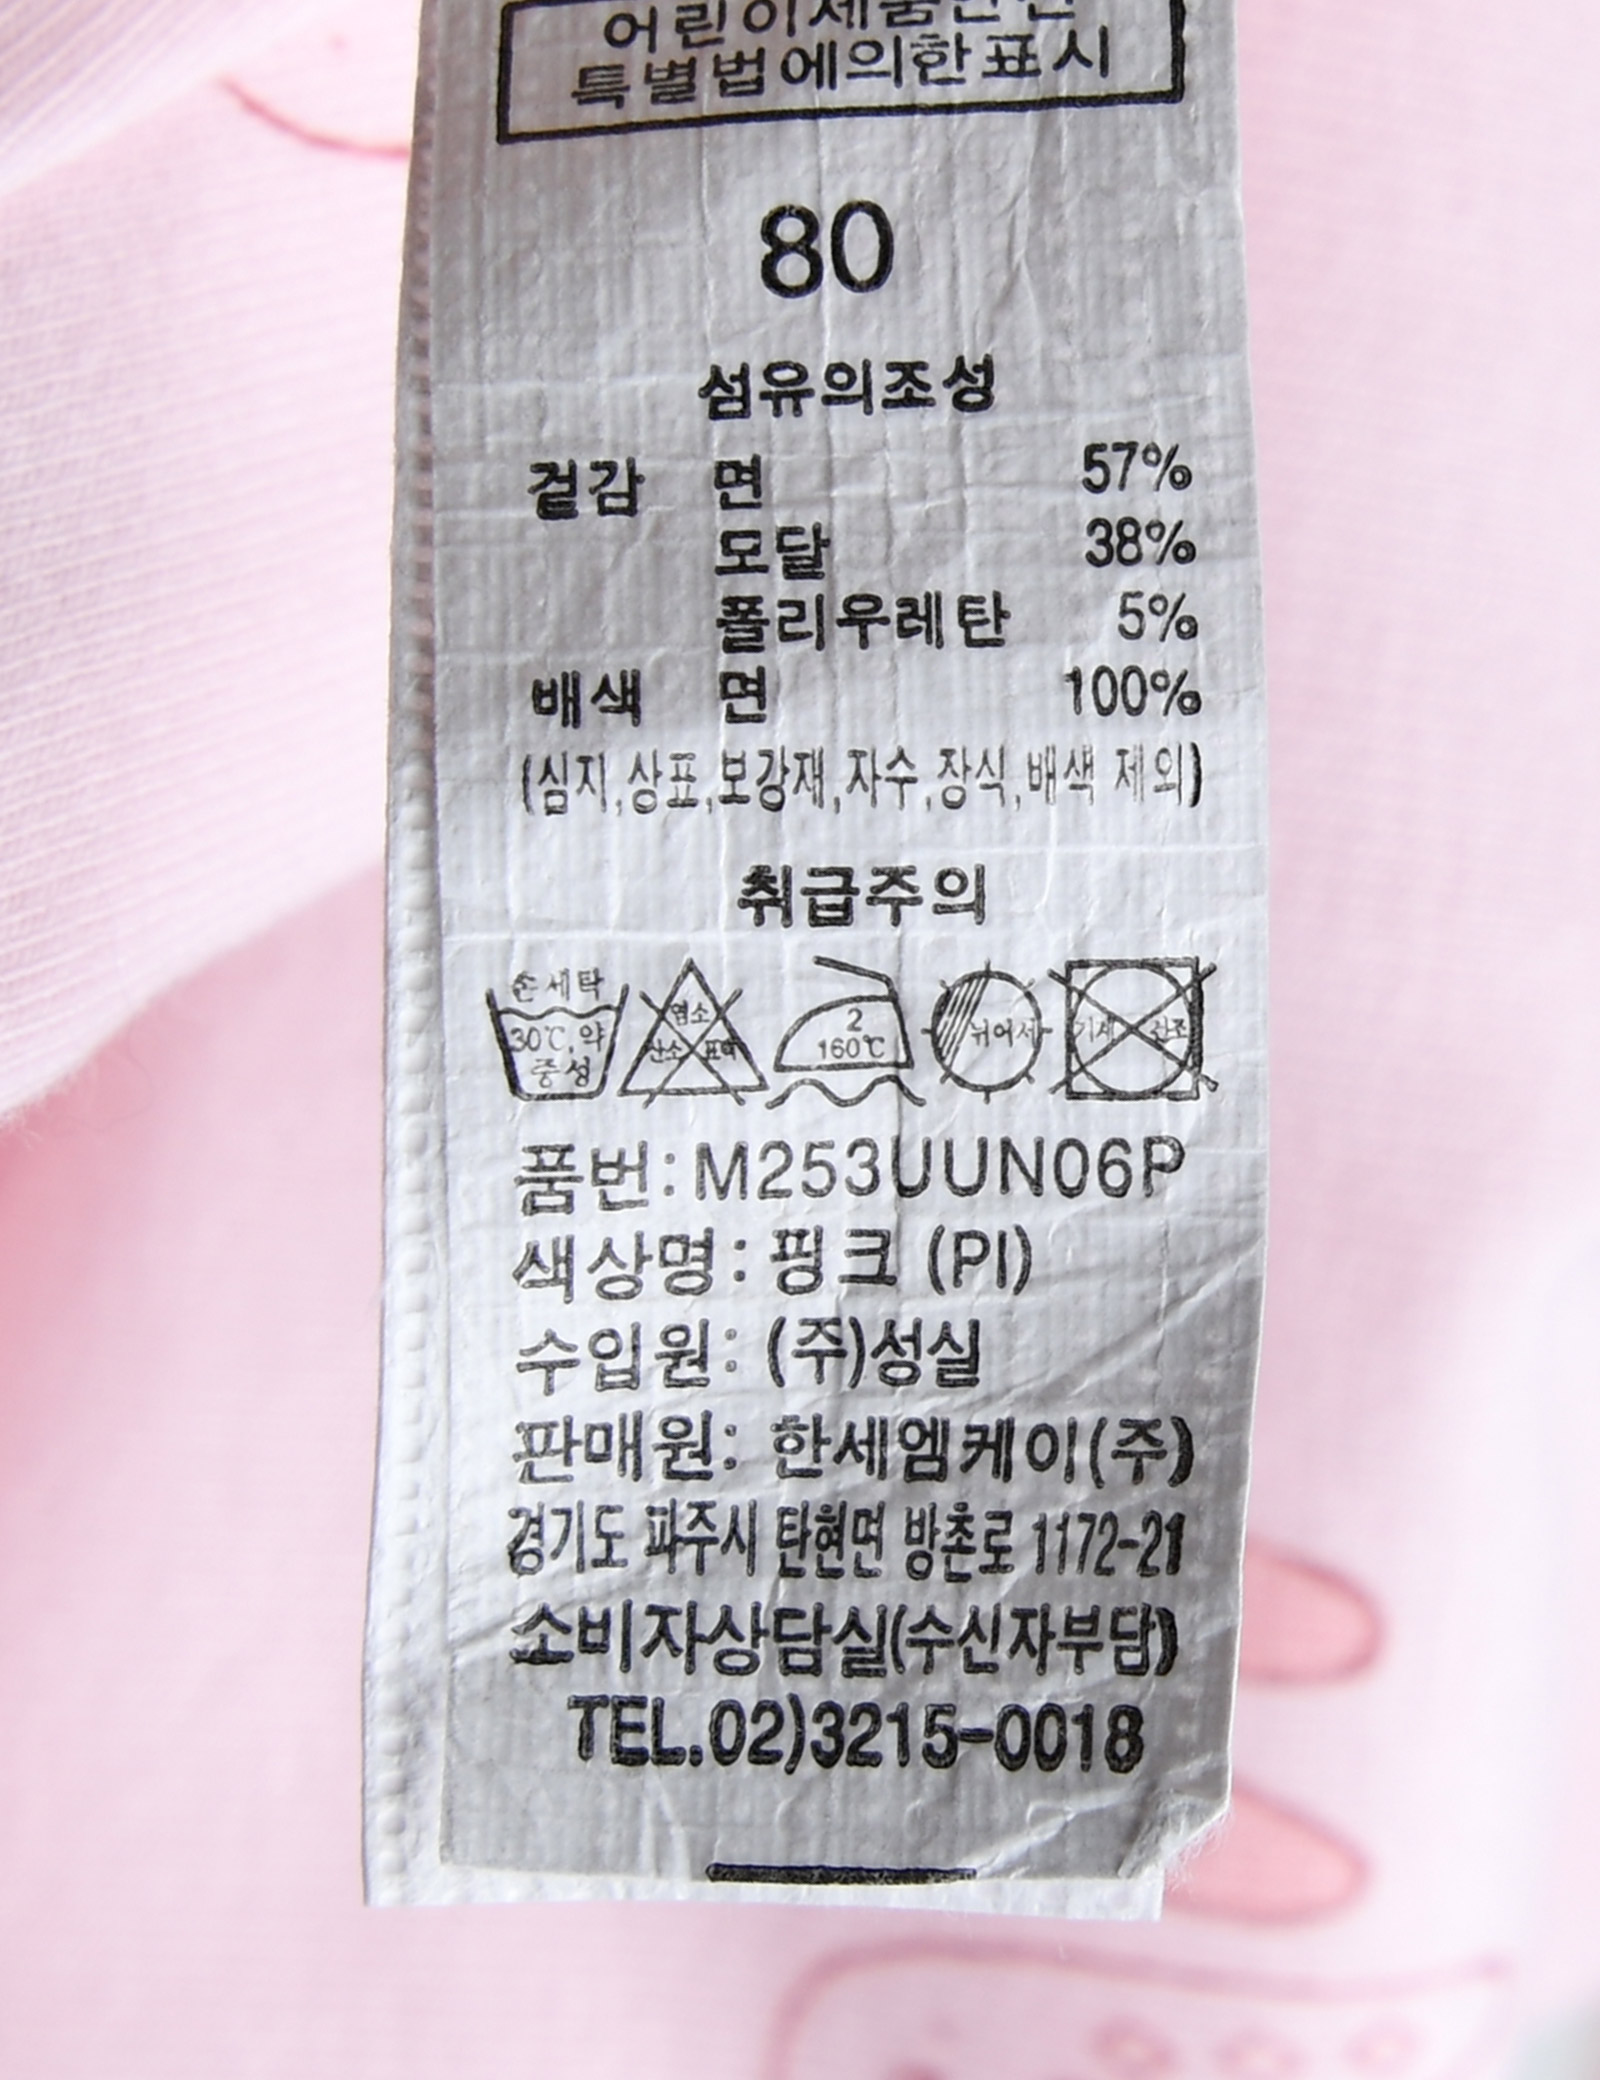 어린이제품안전
특별법에의한표시
80
섬유의조성
겉감 면 57%
모달 38%
폴리우레탄 5%
배색 면 100%
(심지,상표,보강재,자수,장식,배색 제외)
취급주의
손세탁
30℃,약
중성
염소
산소 표백
2
160℃
뉘어서
기계 건조
품번: M253UUN06P
색상명: 핑크 (PI)
수입원: (주)성실
판매원: 한세엠케이(주)
경기도 파주시 탄현면 방촌로 1172-21
소비자상담실(수신자부담)
TEL.02)3215-0018